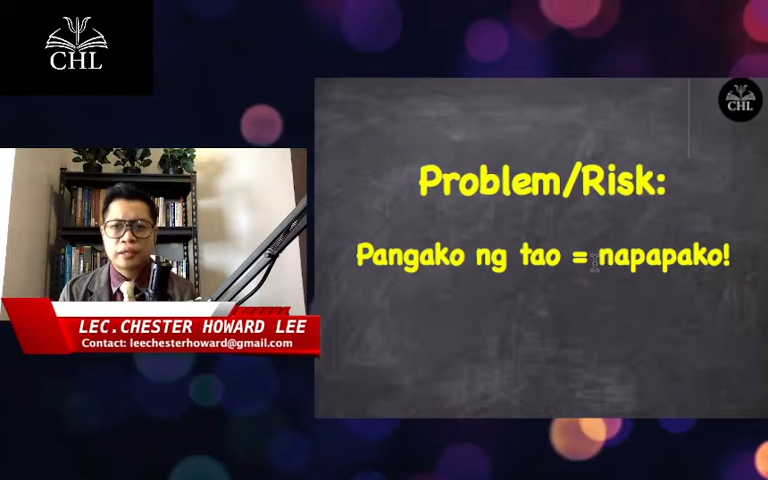 CHL
CHL
Problem/Risk:
Pangako ng tao = napapako!
LEC.CHESTER HOWARD LEE
Contact: leechesterhoward@gmail.com